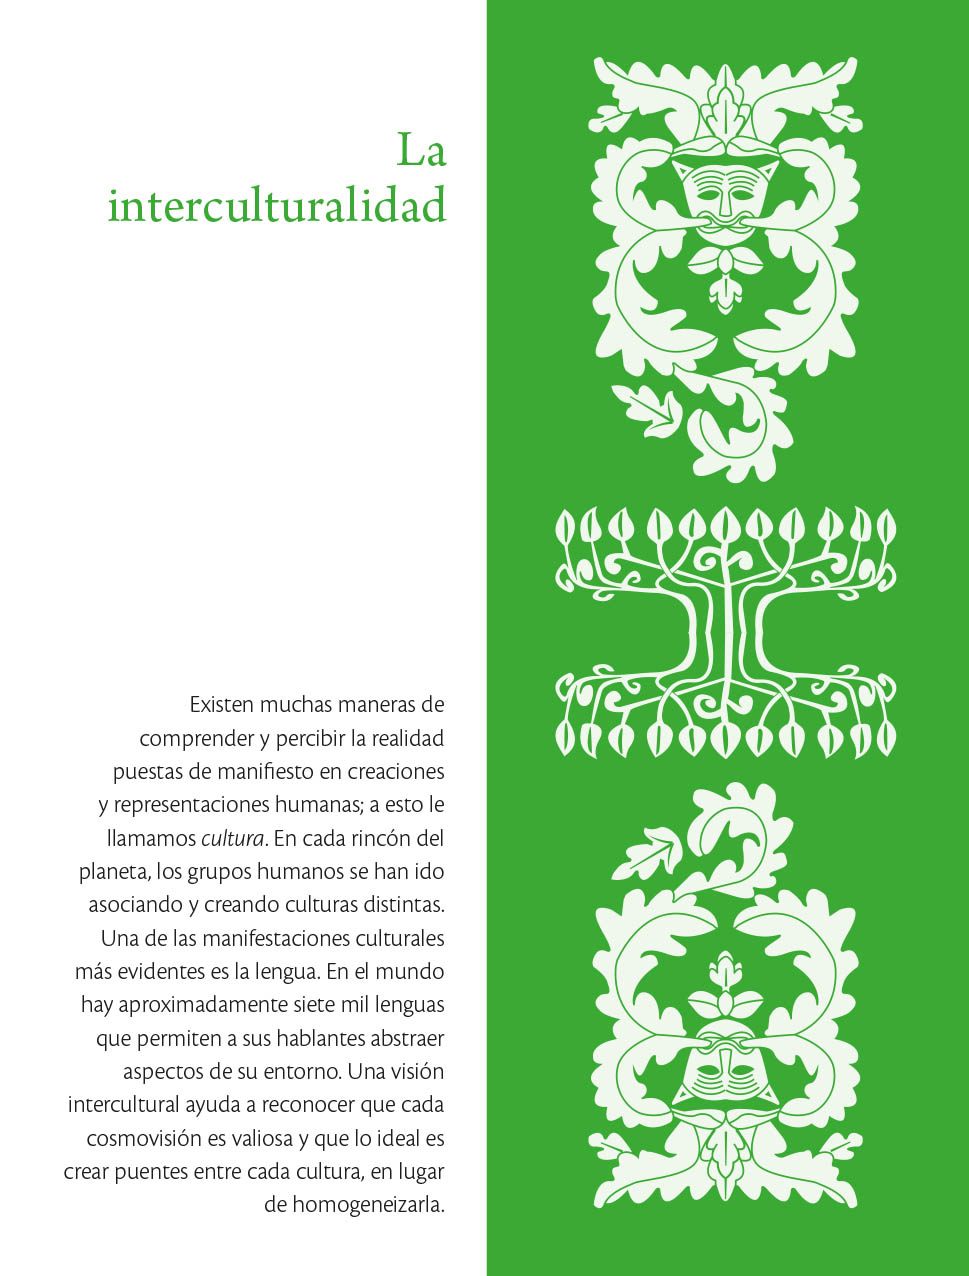 La
interculturalidad
Existen muchas maneras de
comprender y percibir la realidad
puestas de manifiesto en creaciones
y representaciones humanas; a esto le
llamamos cultura. En cada rincón del
planeta, los grupos humanos se han ido
asociando y creando culturas distintas.
Una de las manifestaciones culturales
más evidentes es la lengua. En el mundo
hay aproximadamente siete mil lenguas
que permiten a sus hablantes abstraer
aspectos de su entorno. Una visión
intercultural ayuda a reconocer que cada
cosmovisión es valiosa y que lo ideal es
crear puentes entre cada cultura, en lugar
de homogeneizarla.